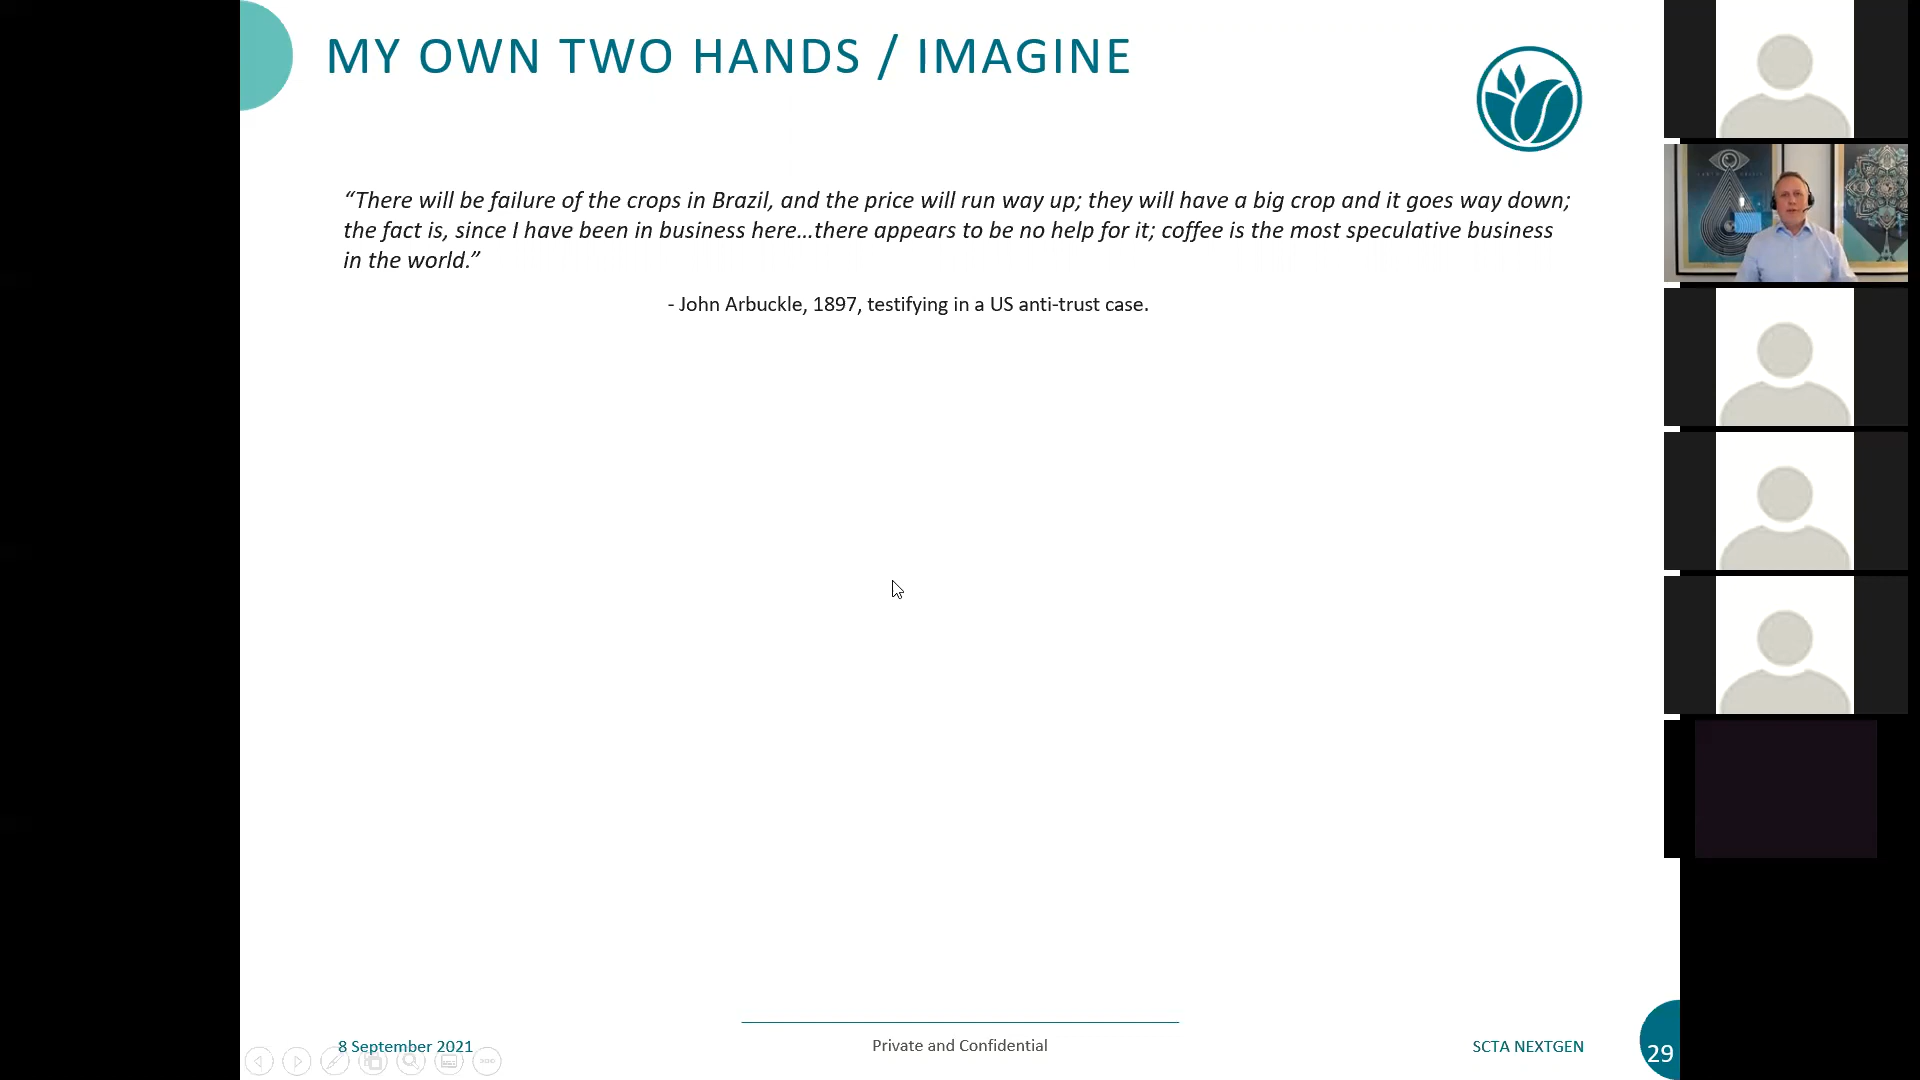 MY OWN TWO HANDS / IMAGINE
“There will be failure of the crops in Brazil, and the price will run way up; they will have a big crop and it goes way down;
the fact is, since I have been in business here…there appears to be no help for it; coffee is the most speculative business
in the world.”
- John Arbuckle, 1897, testifying in a US anti-trust case.
8 September 2021
Private and Confidential
SCTA NEXTGEN
29